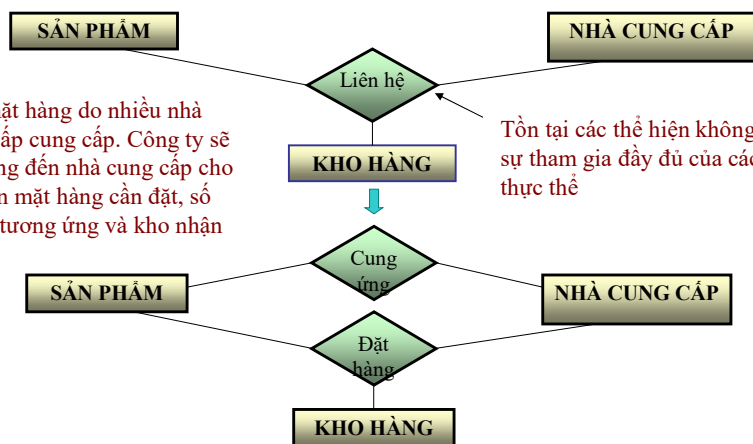 SẢN PHẨM
NHÀ CUNG CẤP
Liên hệ
mặt hàng do nhiều nhà
cấp cung cấp. Công ty sẽ
đến nhà cung cấp cho
mặt hàng cần đặt, số
tương ứng và kho nhận
Tồn tại các thể hiện không
sự tham gia đầy đủ của các
thực thể
KHO HÀNG
Cung
ứng
SẢN PHẨM
NHÀ CUNG CẤP
Đặt
hàng
KHO HÀNG